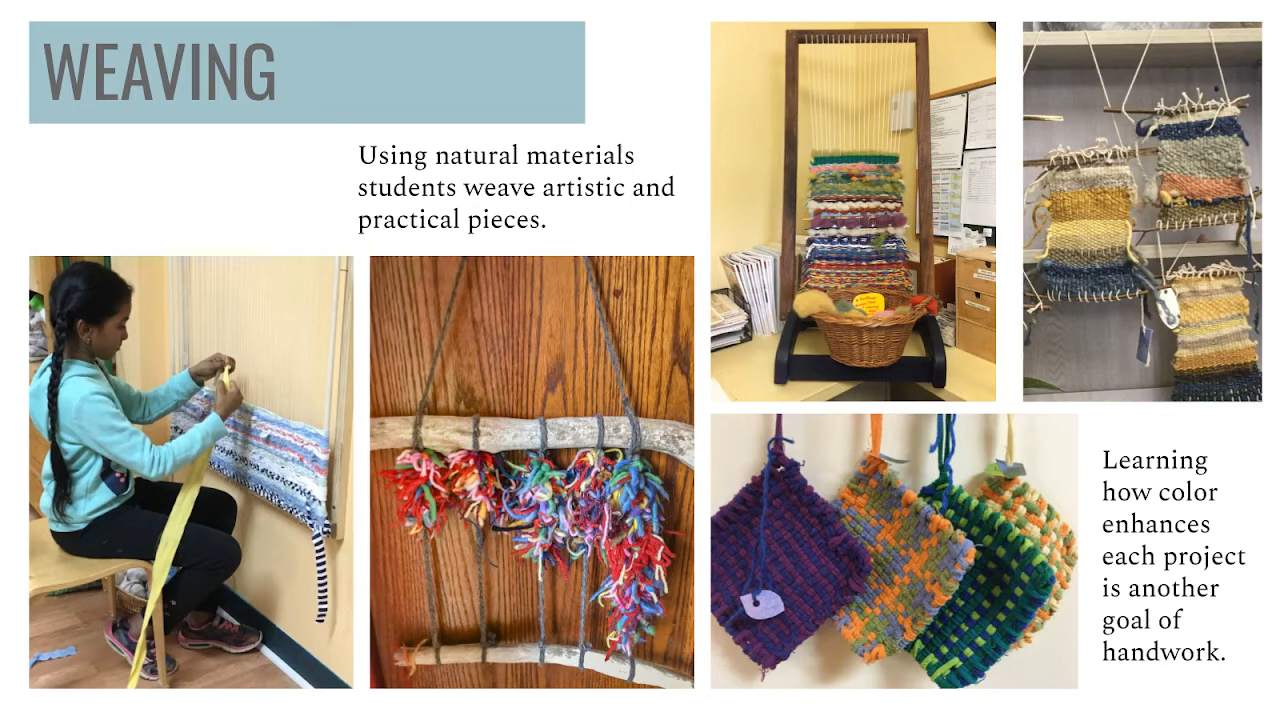 WEAVING
Using natural materials
students weave artistic and
practical pieces.
Learning
how color
enhances
each project
is another
goal of
handwork.